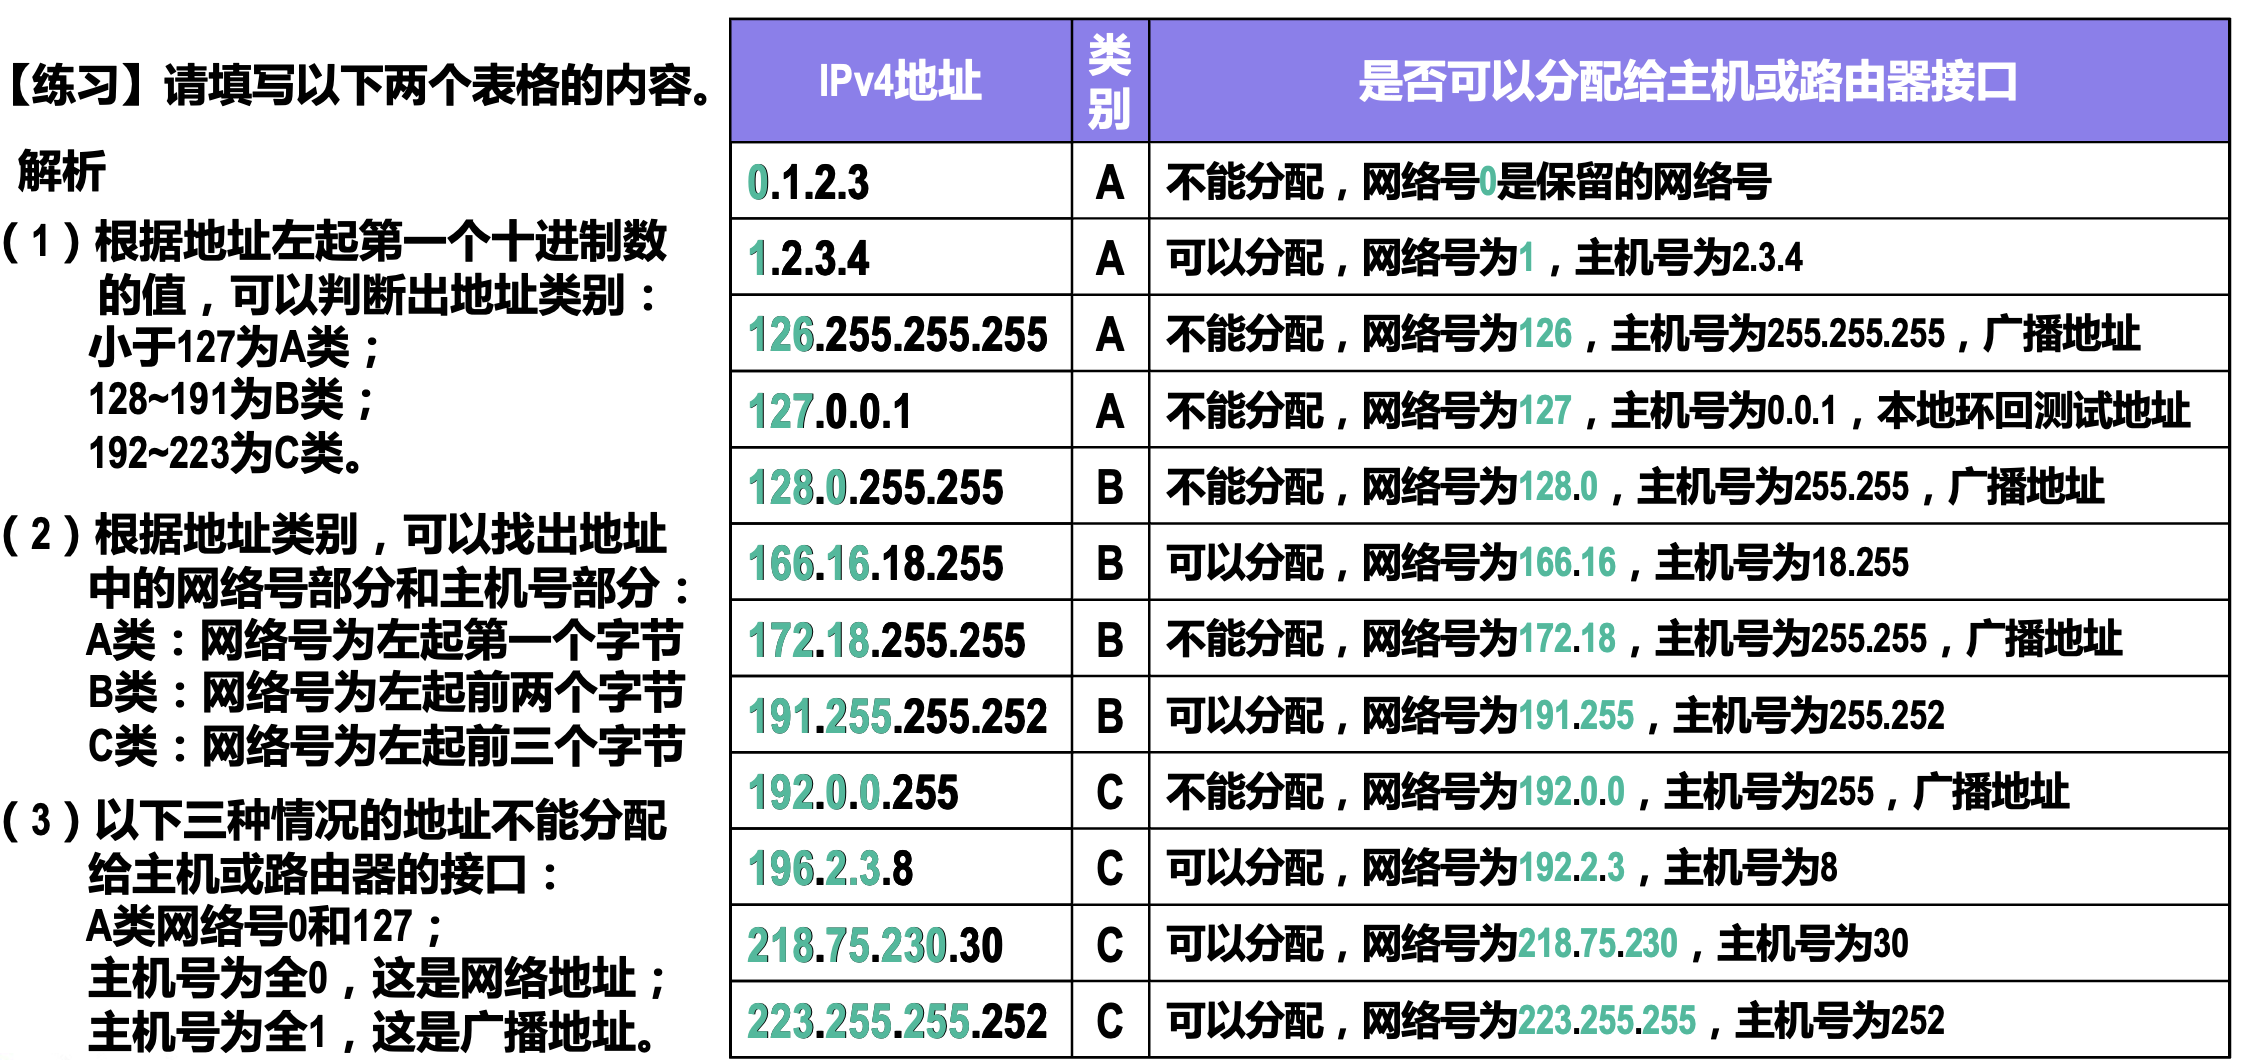 【练习】请填写以下两个表格的内容。
解析
（1）根据地址左起第一个十进制数
的值，可以判断出地址类别：
小于127为A类；
128~191为B类；
192~223为C类。
（2）根据地址类别，可以找出地址
中的网络号部分和主机号部分：
A类：网络号为左起第一个字节
B类：网络号为左起前两个字节
C类：网络号为左起前三个字节
（3）以下三种情况的地址不能分配
给主机或路由器的接口：
A类网络号0和127；
主机号为全0，这是网络地址；
主机号为全1，这是广播地址。
IPv4地址 类别 是否可以分配给主机或路由器接口
0.1.2.3 A 不能分配，网络号0是保留的网络号
1.2.3.4 A 可以分配，网络号为1，主机号为2.3.4
126.255.255.255 A 不能分配，网络号为126，主机号为255.255.255，广播地址
127.0.0.1 A 不能分配，网络号为127，主机号为0.0.1，本地环回测试地址
128.0.255.255 B 不能分配，网络号为128.0，主机号为255.255，广播地址
166.16.18.255 B 可以分配，网络号为166.16，主机号为18.255
172.18.255.255 B 不能分配，网络号为172.18，主机号为255.255，广播地址
191.255.255.252 B 可以分配，网络号为191.255，主机号为255.252
192.0.0.255 C 不能分配，网络号为192.0.0，主机号为255，广播地址
196.2.3.8 C 可以分配，网络号为192.2.3，主机号为8
218.75.230.30 C 可以分配，网络号为218.75.230，主机号为30
223.255.255.252 C 可以分配，网络号为223.255.255，主机号为252